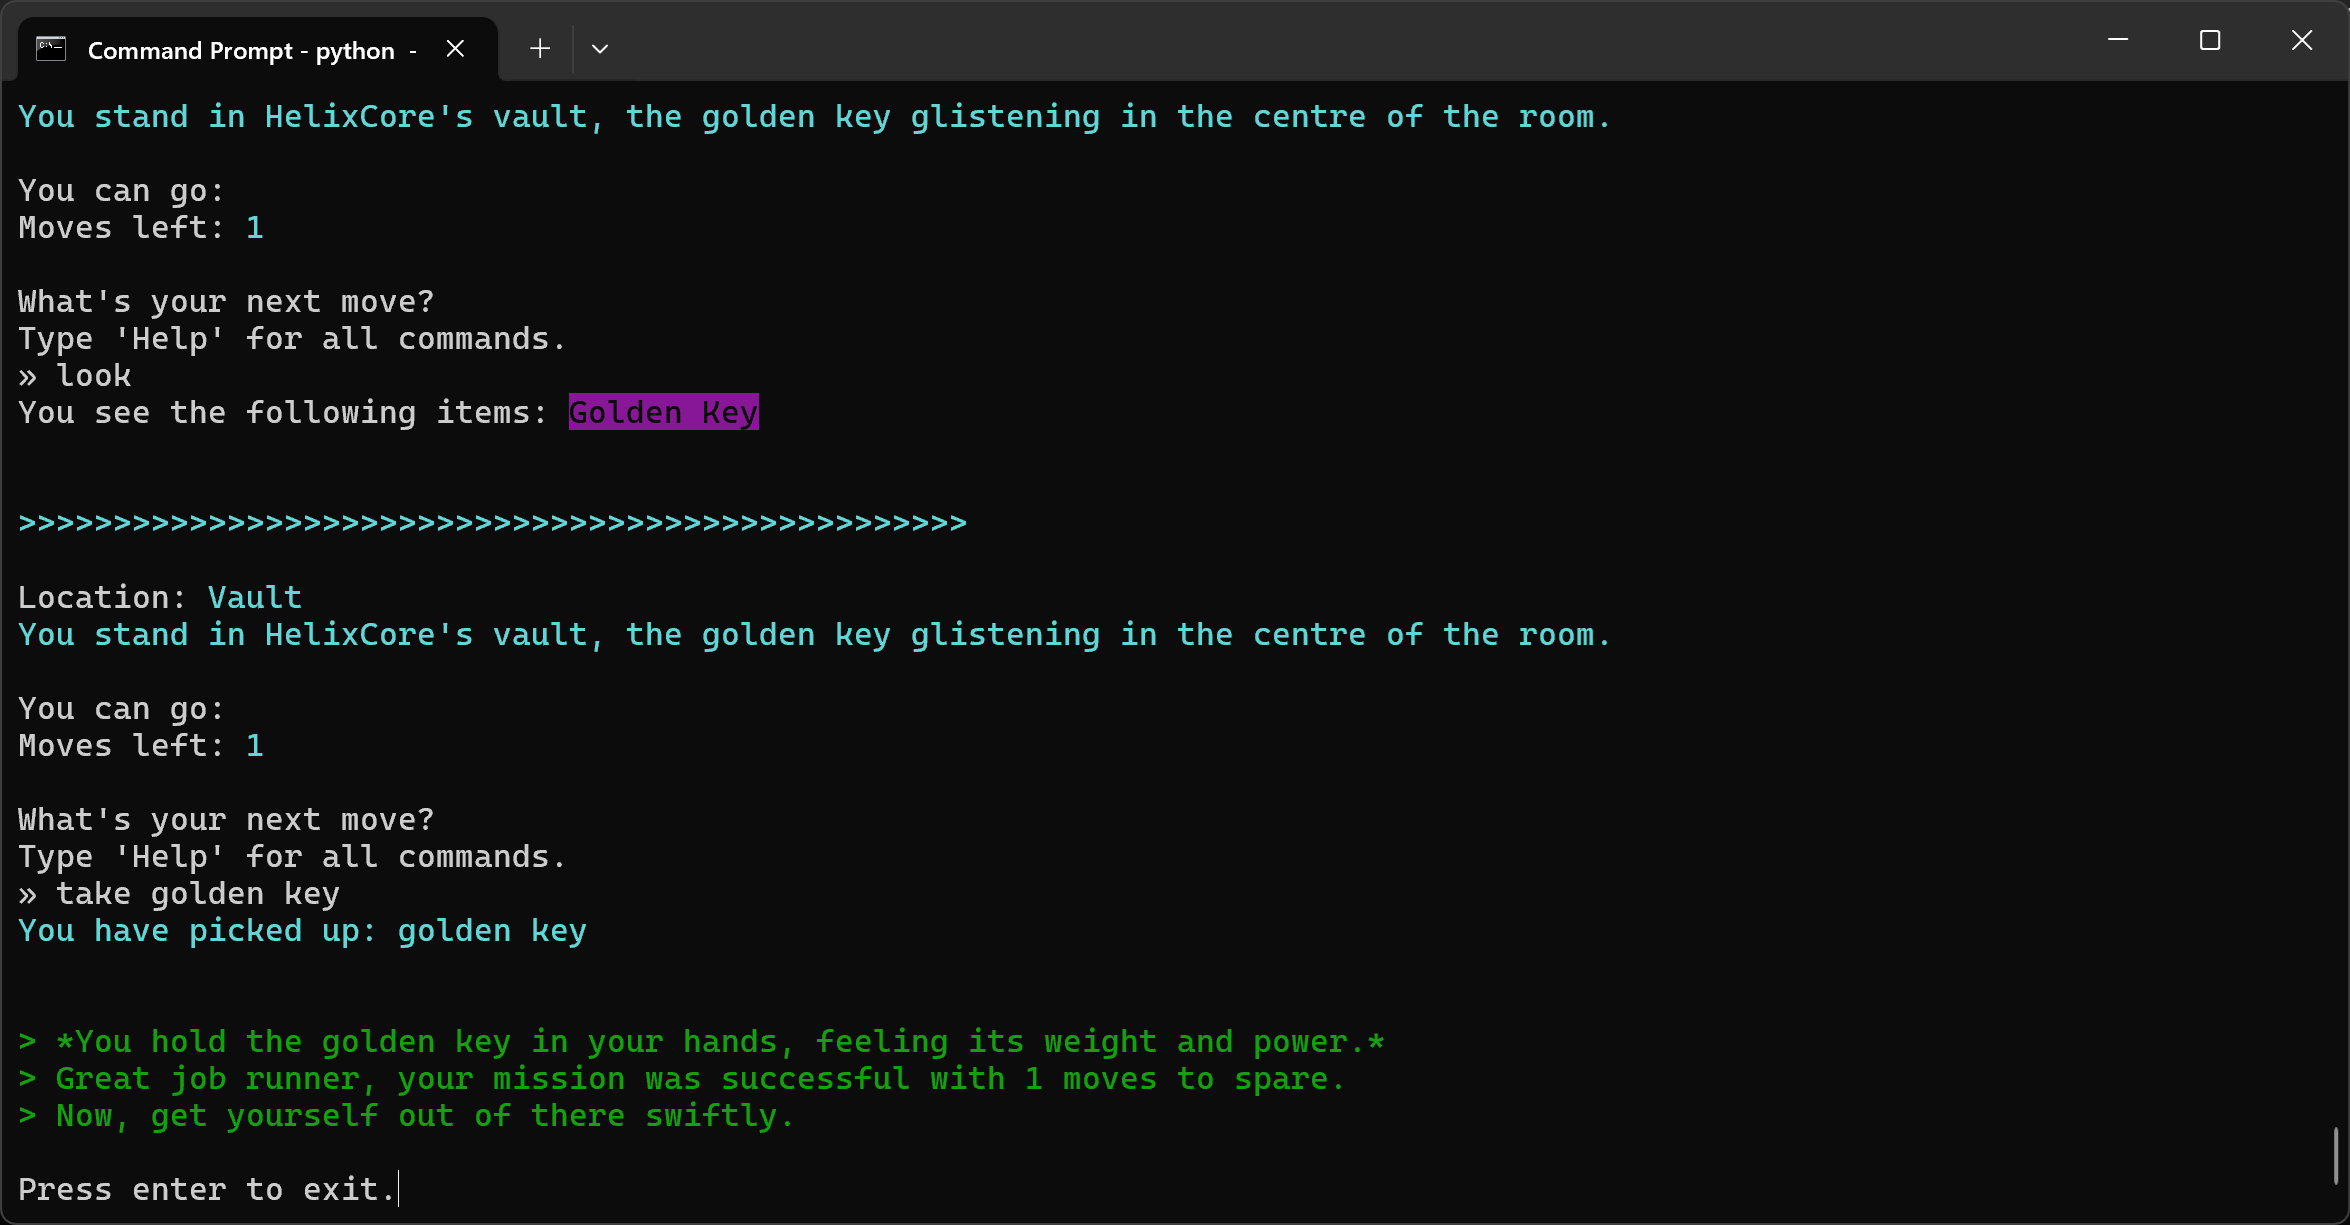 Command Prompt - python -
You stand in HelixCore's vault, the golden key glistening in the centre of the room.
You can go:
Moves left: 1
What's your next move?
Type 'Help' for all commands.
» look
You see the following items: Golden Key
>>>>>>>>>>>>>>>>>>>>>>>>>>>>>>>>>>>>>>>>>>>>>>>>>>
Location: Vault
You stand in HelixCore's vault, the golden key glistening in the centre of the room.
You can go:
Moves left: 1
What's your next move?
Type 'Help' for all commands.
» take golden key
You have picked up: golden key
> *You hold the golden key in your hands, feeling its weight and power.*
> Great job runner, your mission was successful with 1 moves to spare.
> Now, get yourself out of there swiftly.
Press enter to exit.